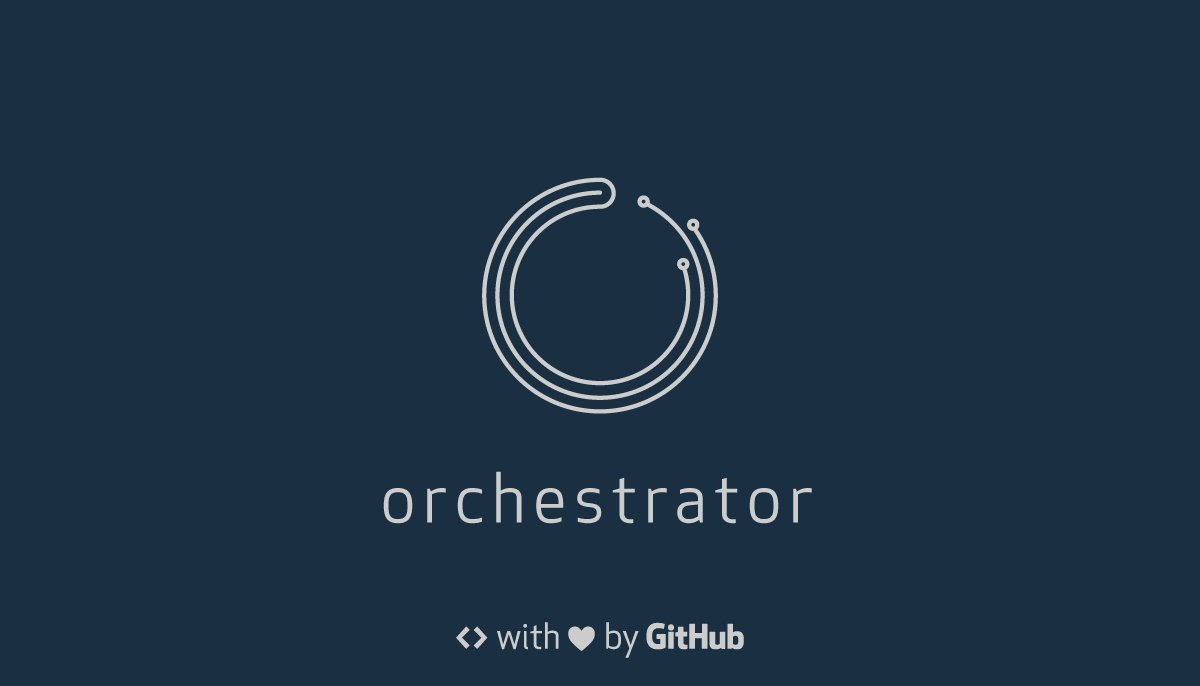 orchestrator
<> with ♥ by GitHub